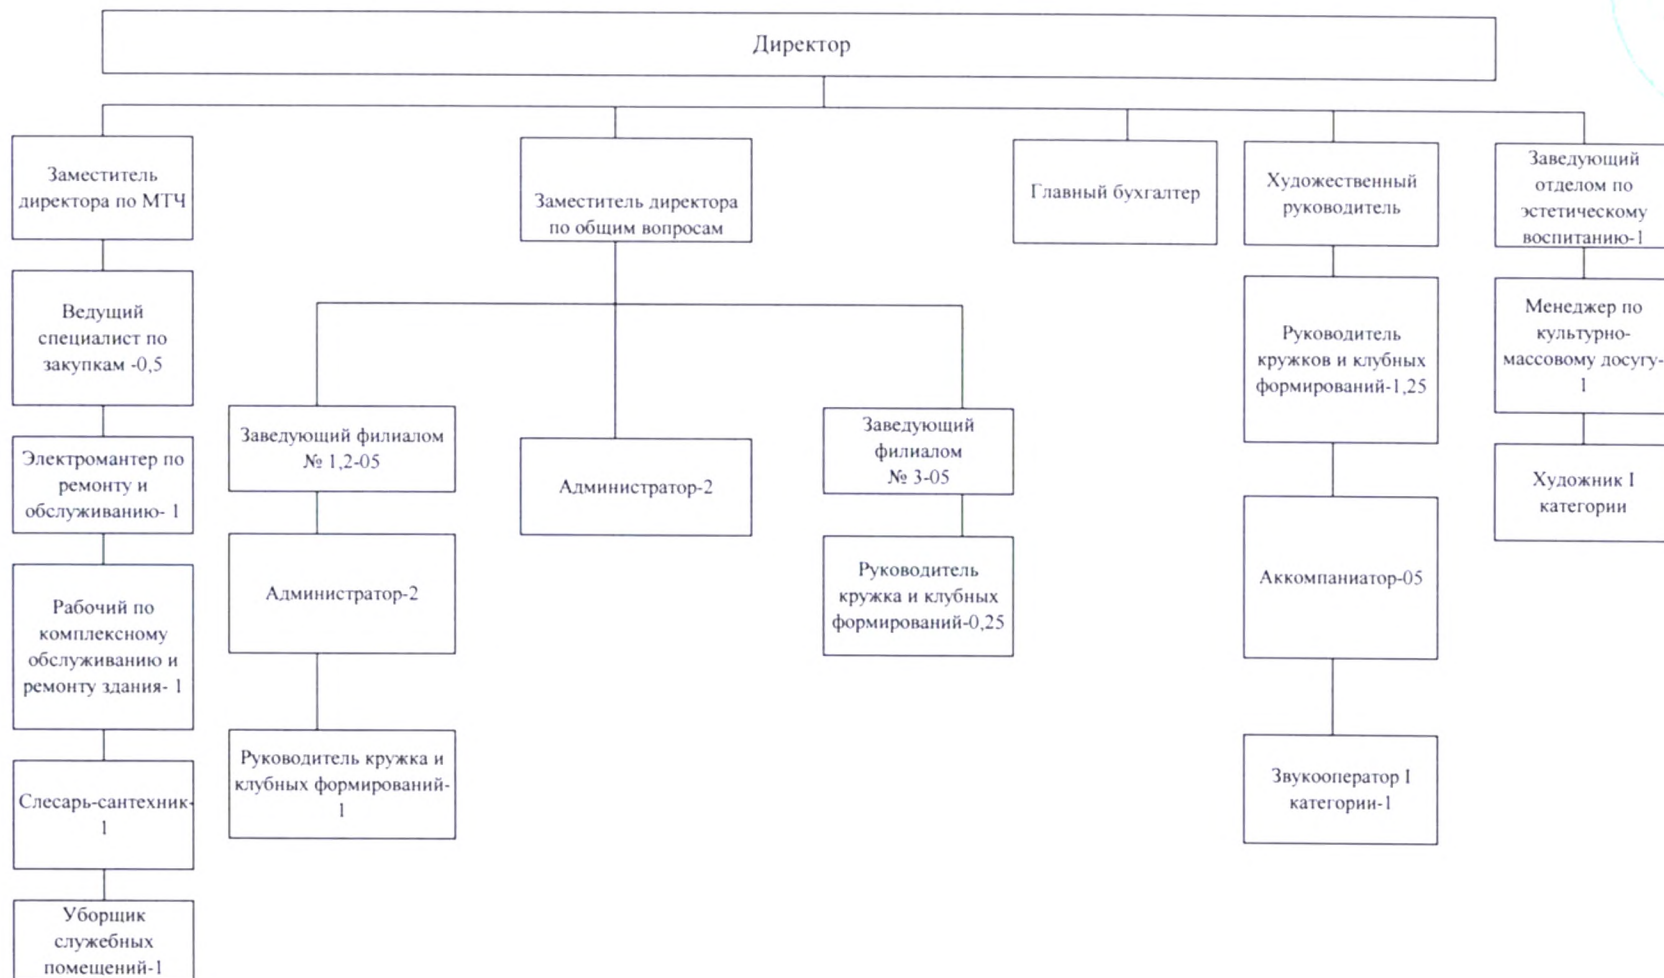 Директор
Заместитель
директора по МТЧ
Заместитель директора
по общим вопросам
Главный бухгалтер
Художественный
руководитель
Заведующий
отделом по
эстетическому
воспитанию-1
Ведущий
специалист по
закупкам -0,5
Электромантер по
ремонту и
обслуживанию- 1
Рабочий по
комплексному
обслуживанию и
ремонту здания- 1
Слесарь-сантехник-
1
Уборщик
служебных
помещений-1
Заведующий филиалом
№ 1,2-05
Администратор-2
Руководитель кружка и
клубных формирований-
1
Администратор-2
Заведующий
филиалом
№ 3-05
Руководитель
кружка и клубных
формирований-0,25
Руководитель
кружков и клубных
формирований-1,25
Аккомпаниатор-05
Звукооператор I
категории-1
Менеджер по
культурно-
массовому досугу-
1
Художник I
категории